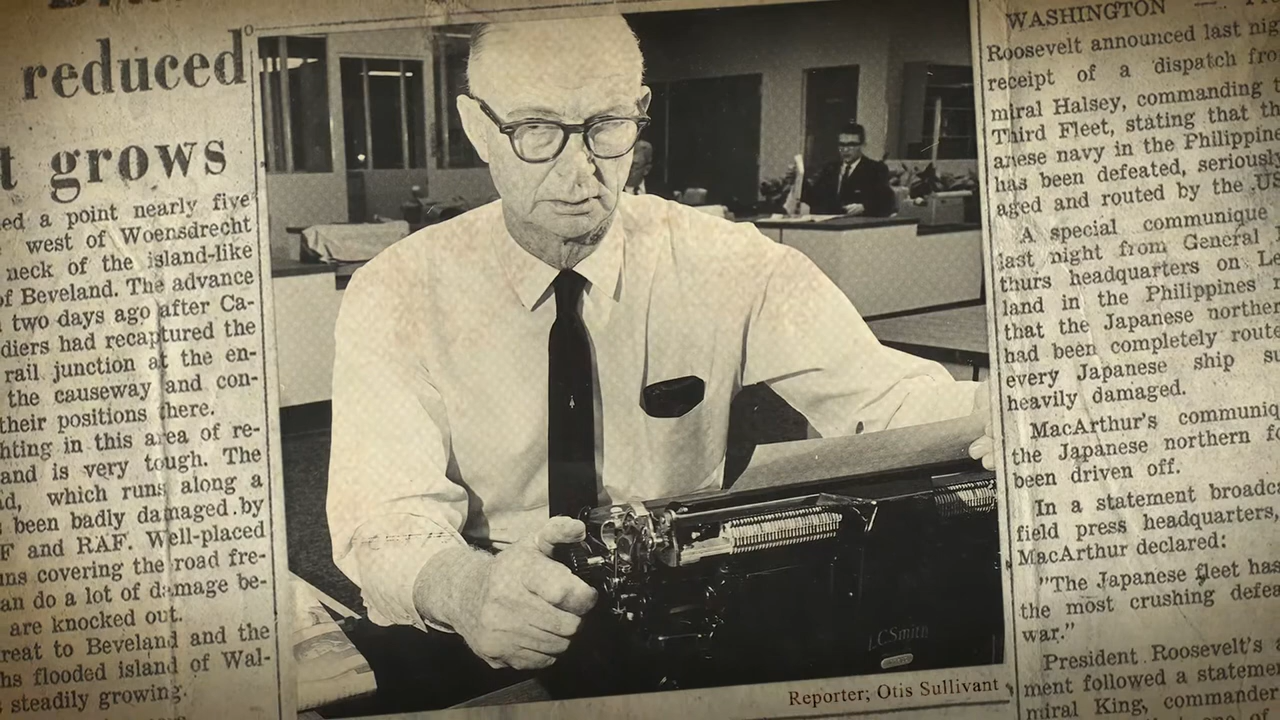 reduced
t grows
ed a point nearly five
west of Woensdrecht
neck of the island-like
of Beveland. The advance
two days ago after Ca-
diers had recaptured the
rail junction at the en-
the causeway and con-
their positions there.
hting in this area of re-
and is very tough. The
d, which runs along a
been badly damaged by
F and RAF. Well-placed
ns covering the road fre-
an do a lot of damage be-
are knocked out.
reat to Beveland and the
hs flooded island of Wal-
steadily growing.
LC Smith
Reporter; Otis Sullivant
WASHINGTON —
Roosevelt announced last nig
receipt of a dispatch fro
miral Halsey, commanding t
Third Fleet, stating that th
anese navy in the Philippin
has been defeated, seriously
aged and routed by the US
A special communique
last night from General
thurs headquarters on Le
land in the Philippines
that the Japanese norther
had been completely route
every Japanese ship su
heavily damaged.
MacArthur's communiq
the Japanese northern fo
been driven off.
In a statement broadca
field press headquarters,
MacArthur declared:
"The Japanese fleet has
the most crushing defea
war."
President Roosevelt's a
ment followed a statemen
miral King, commander